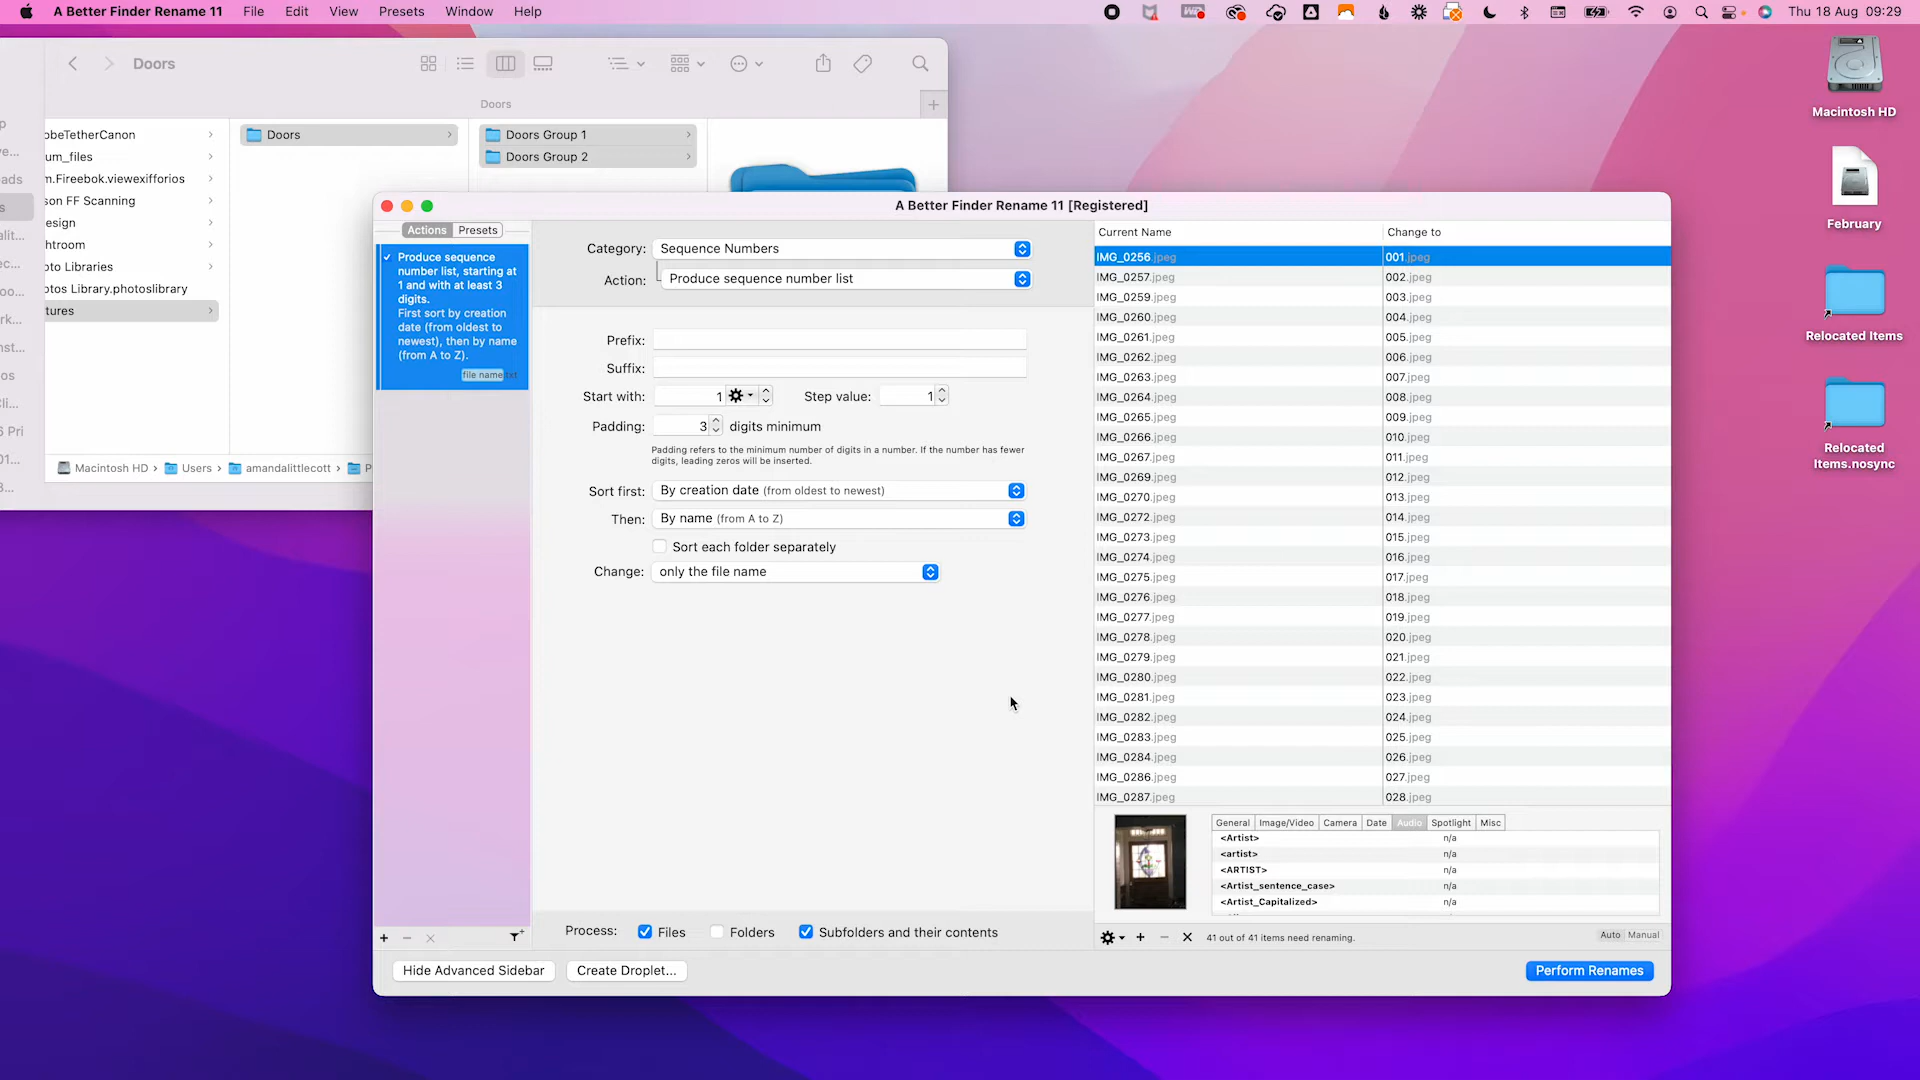 A Better Finder Rename 11 File Edit View Presets Window Help Thu 18 Aug 09:29
Doors
Doors
obeTetherCanon
um_files
m.Fireebok.viewexifforios
son FF Scanning
esign
htroom
oto Libraries
otos Library.photoslibrary
tures
Doors
Doors Group 1
Doors Group 2
Macintosh HD › Users › amandalittlecott › P
Macintosh HD
February
Relocated Items
Relocated
Items.nosync
A Better Finder Rename 11 [Registered]
Actions Presets
Produce sequence
number list, starting at
1 and with at least 3
digits.
First sort by creation
date (from oldest to
newest), then by name
(from A to Z).
file name.txt
Category: Sequence Numbers
Action: Produce sequence number list
Prefix:
Suffix:
Start with: 1 Step value: 1
Padding: 3 digits minimum
Padding refers to the minimum number of digits in a number. If the number has fewer
digits, leading zeros will be inserted.
Sort first: By creation date (from oldest to newest)
Then: By name (from A to Z)
Sort each folder separately
Change: only the file name
Process: Files Folders Subfolders and their contents
Hide Advanced Sidebar Create Droplet...
Current Name Change to
IMG_0256.jpeg 001.jpeg
IMG_0257.jpeg 002.jpeg
IMG_0259.jpeg 003.jpeg
IMG_0260.jpeg 004.jpeg
IMG_0261.jpeg 005.jpeg
IMG_0262.jpeg 006.jpeg
IMG_0263.jpeg 007.jpeg
IMG_0264.jpeg 008.jpeg
IMG_0265.jpeg 009.jpeg
IMG_0266.jpeg 010.jpeg
IMG_0267.jpeg 011.jpeg
IMG_0269.jpeg 012.jpeg
IMG_0270.jpeg 013.jpeg
IMG_0272.jpeg 014.jpeg
IMG_0273.jpeg 015.jpeg
IMG_0274.jpeg 016.jpeg
IMG_0275.jpeg 017.jpeg
IMG_0276.jpeg 018.jpeg
IMG_0277.jpeg 019.jpeg
IMG_0278.jpeg 020.jpeg
IMG_0279.jpeg 021.jpeg
IMG_0280.jpeg 022.jpeg
IMG_0281.jpeg 023.jpeg
IMG_0282.jpeg 024.jpeg
IMG_0283.jpeg 025.jpeg
IMG_0284.jpeg 026.jpeg
IMG_0286.jpeg 027.jpeg
IMG_0287.jpeg 028.jpeg
General Image/Video Camera Date Audio Spotlight Misc
<Artist> n/a
<artist> n/a
<ARTIST> n/a
<Artist_sentence_case> n/a
<Artist_Capitalized> n/a
41 out of 41 items need renaming. Auto Manual
Perform Renames